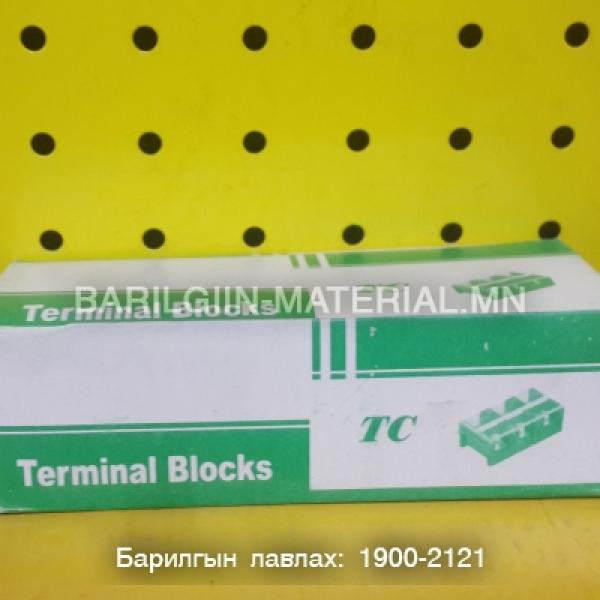 BARILGIIN-MATERIAL.MN
Terminal Blocks
TC
Terminal Blocks
Барилгын лавлах: 1900-2121